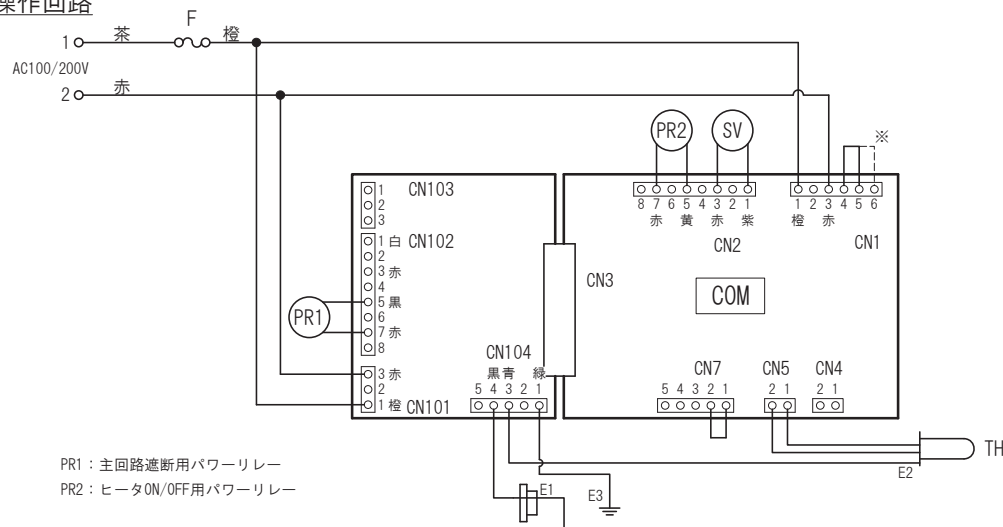 操作回路
F
1 茶 橙
AC100/200V
2 赤
PR2 SV ※
1 CN103
2
3
8 7 6 5 4 3 2 1
赤 黄 赤 紫
CN2
1 2 3 4 5 6
橙 赤
CN1
1 白 CN102
2
3 赤
4
5 黒
6
7 赤
8
PR1
CN3
COM
CN104
黒 青 緑
5 4 3 2 1
3 赤
2
1 橙 CN101
CN7
5 4 3 2 1
CN5
2 1
CN4
2 1
TH
E2
E1
E3
PR1：主回路遮断用パワーリレー
PR2：ヒータON/OFF用パワーリレー